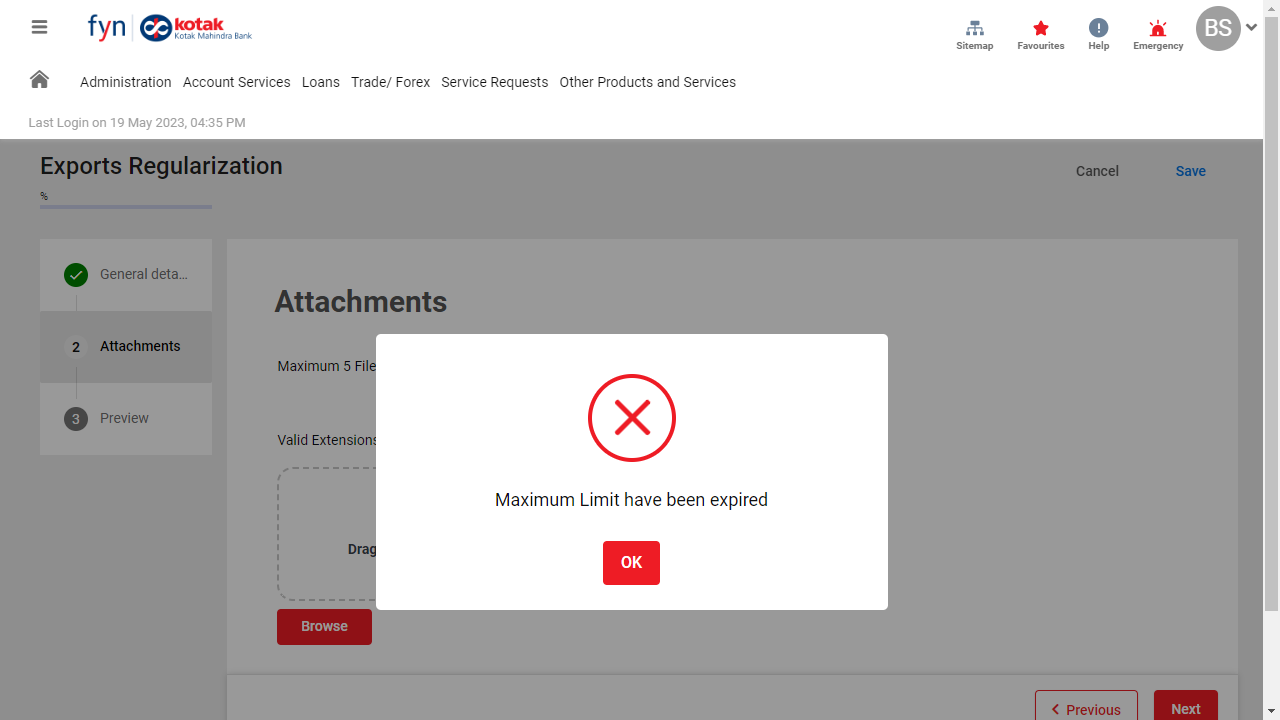 fyn kotak
Kotak Mahindra Bank
Sitemap Favourites Help Emergency BS
Administration Account Services Loans Trade/ Forex Service Requests Other Products and Services
Last Login on 19 May 2023, 04:35 PM
Exports Regularization
Cancel Save
%
General deta...
Attachments
2 Attachments
Maximum 5 File
3 Preview
Valid Extensions
Maximum Limit have been expired
Drag
OK
Browse
Previous Next